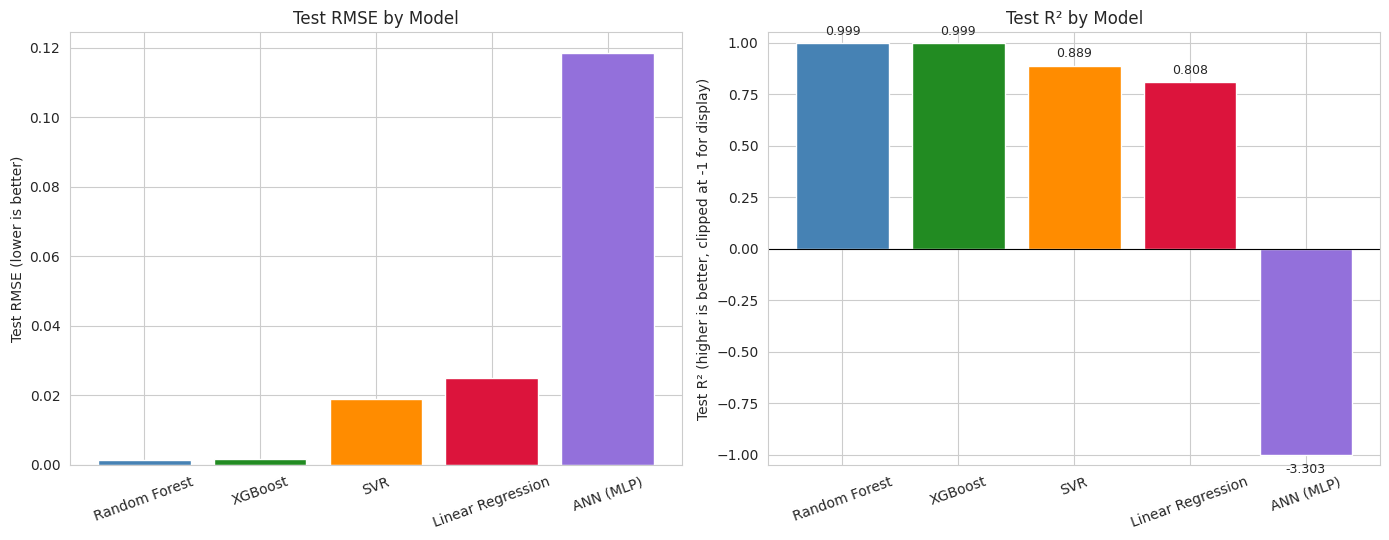 Test RMSE by Model
Test RMSE (lower is better)
0.12
0.10
0.08
0.06
0.04
0.02
0.00
Random Forest
XGBoost
SVR
Linear Regression
ANN (MLP)
Test R² by Model
Test R² (higher is better, clipped at -1 for display)
1.00
0.75
0.50
0.25
0.00
−0.25
−0.50
−0.75
−1.00
0.999
0.999
0.889
0.808
-3.303
Random Forest
XGBoost
SVR
Linear Regression
ANN (MLP)